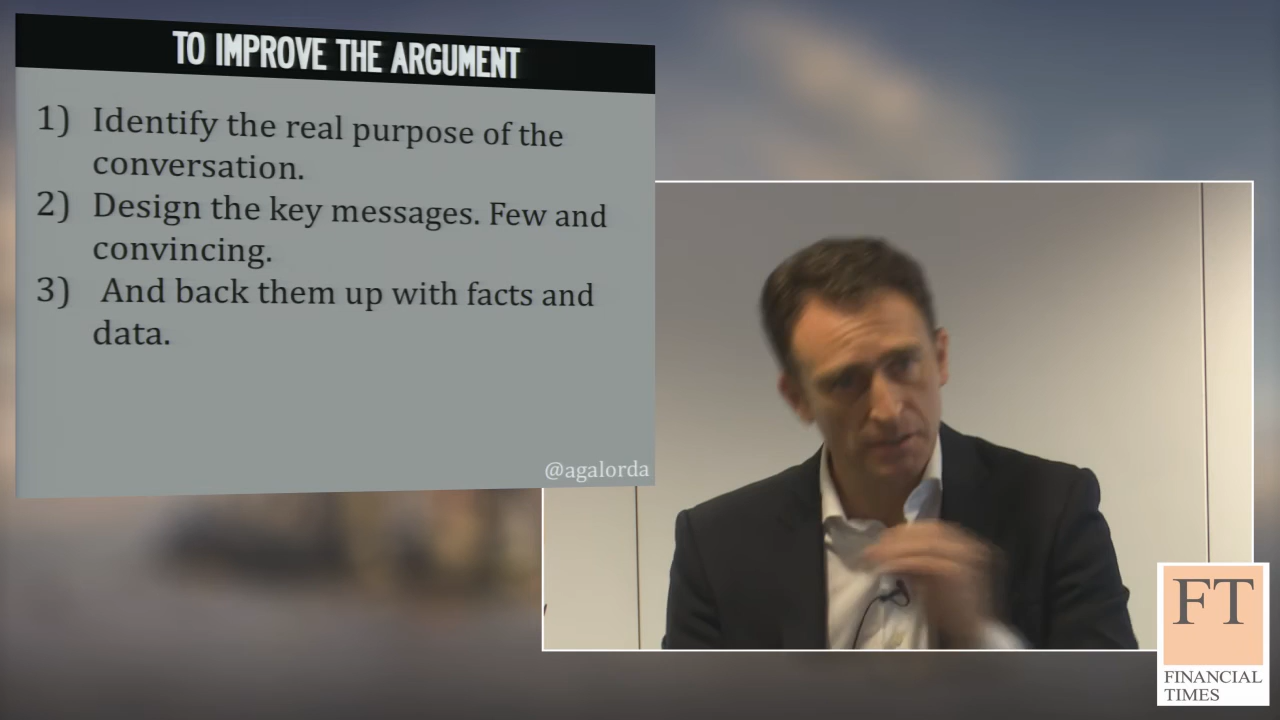 TO IMPROVE THE ARGUMENT
1) Identify the real purpose of the
conversation.
2) Design the key messages. Few and
convincing.
3) And back them up with facts and
data.
@agalorda
FT
FINANCIAL
TIMES